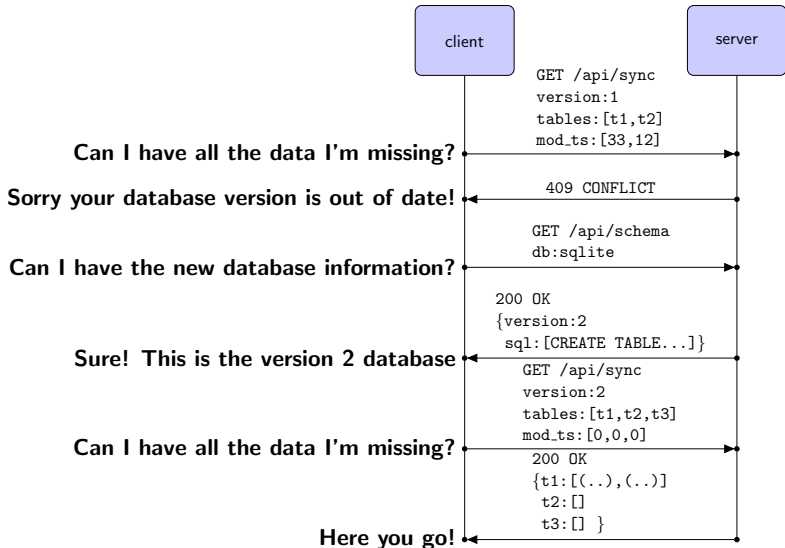 client
server
GET /api/sync
version:1
tables:[t1,t2]
mod_ts:[33,12]
Can I have all the data I'm missing?
409 CONFLICT
Sorry your database version is out of date!
GET /api/schema
db:sqlite
Can I have the new database information?
200 OK
{version:2
sql:[CREATE TABLE...]}
Sure! This is the version 2 database
GET /api/sync
version:2
tables:[t1,t2,t3]
mod_ts:[0,0,0]
Can I have all the data I'm missing?
200 OK
{t1:[(..),(..)]
t2:[]
t3:[] }
Here you go!